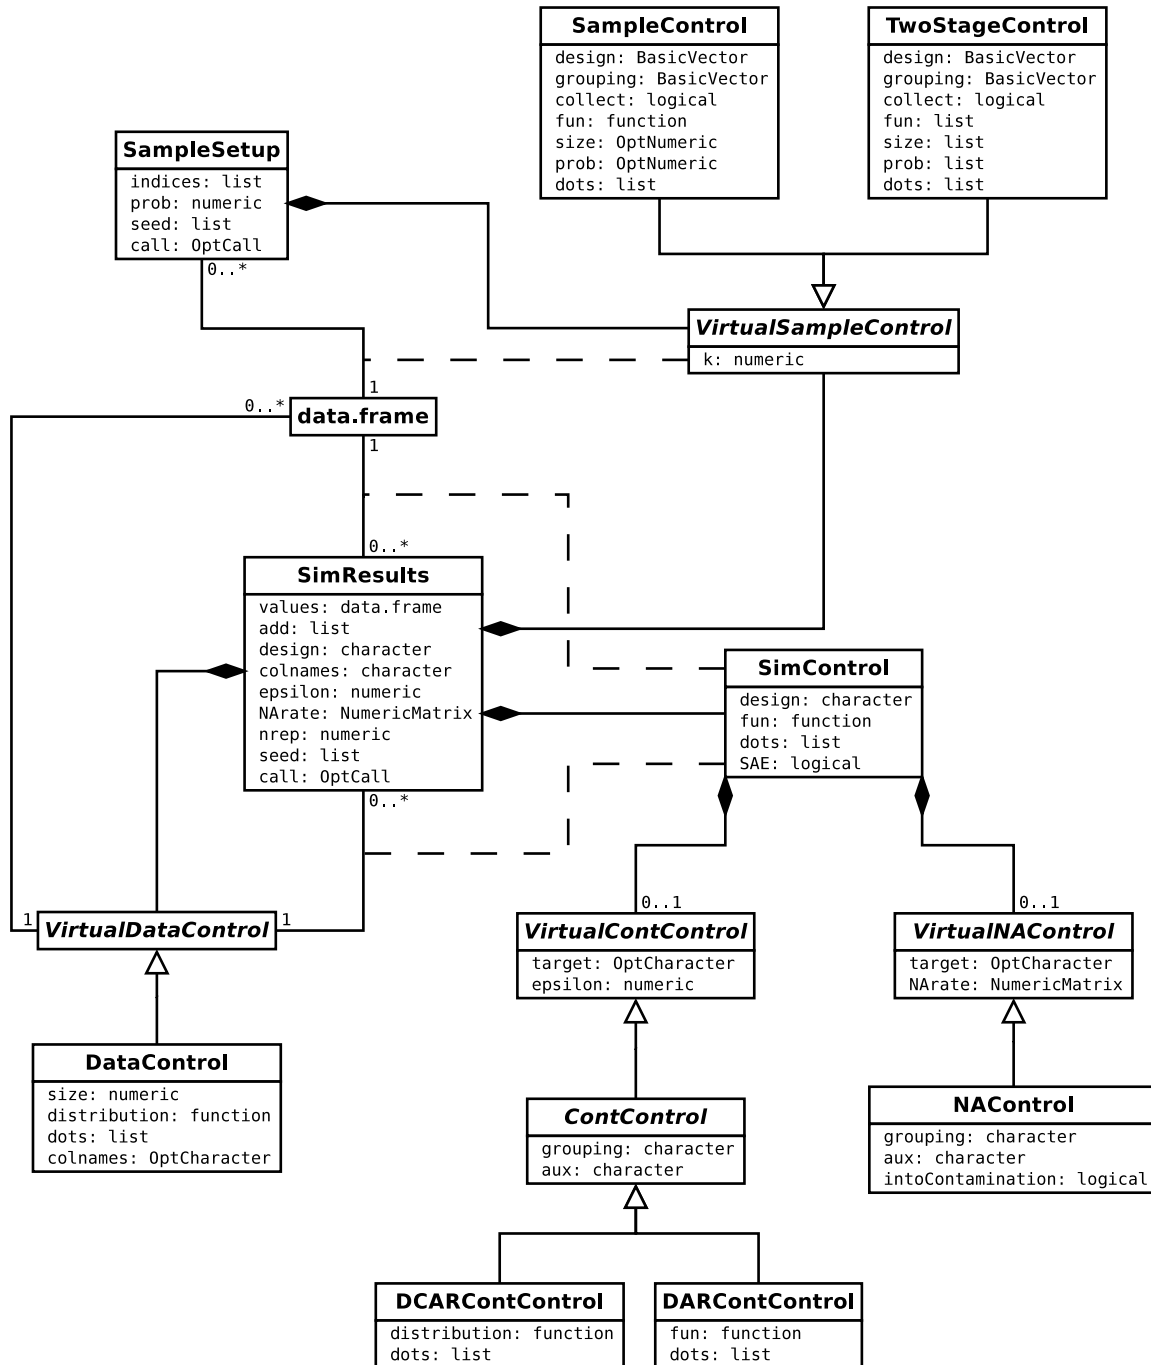 SampleControl
design: BasicVector
grouping: BasicVector
collect: logical
fun: function
size: OptNumeric
prob: OptNumeric
dots: list
TwoStageControl
design: BasicVector
grouping: BasicVector
collect: logical
fun: list
size: list
prob: list
dots: list
SampleSetup
indices: list
prob: numeric
seed: list
call: OptCall
0..*
VirtualSampleControl
k: numeric
1
0..*
data.frame
1
0..*
SimResults
values: data.frame
add: list
design: character
colnames: character
epsilon: numeric
NArate: NumericMatrix
nrep: numeric
seed: list
call: OptCall
0..*
SimControl
design: character
fun: function
dots: list
SAE: logical
1
VirtualDataControl
1
0..1
VirtualContControl
target: OptCharacter
epsilon: numeric
0..1
VirtualNAControl
target: OptCharacter
NArate: NumericMatrix
DataControl
size: numeric
distribution: function
dots: list
colnames: OptCharacter
ContControl
grouping: character
aux: character
NAControl
grouping: character
aux: character
intoContamination: logical
DCARContControl
distribution: function
dots: list
DARContControl
fun: function
dots: list